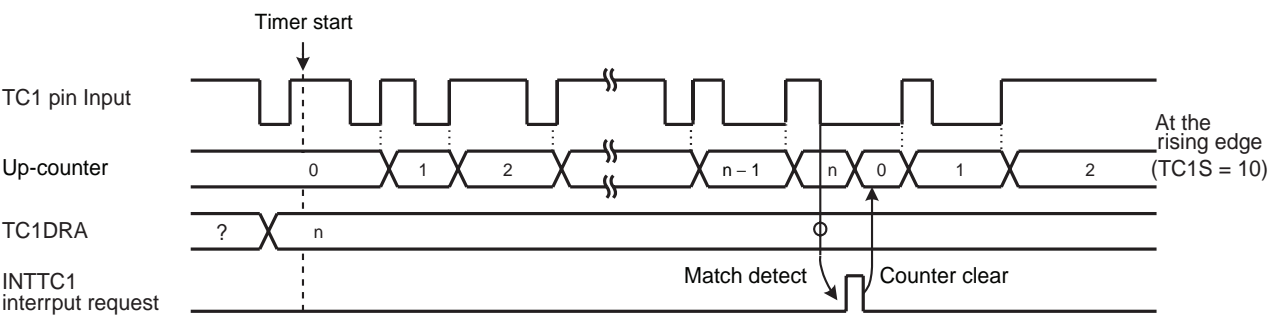 Timer start
TC1 pin Input
At the
rising edge
(TC1S = 10)
Up-counter
0
1
2
n – 1
n
0
1
2
TC1DRA
?
n
Match detect
Counter clear
INTTC1
interrput request